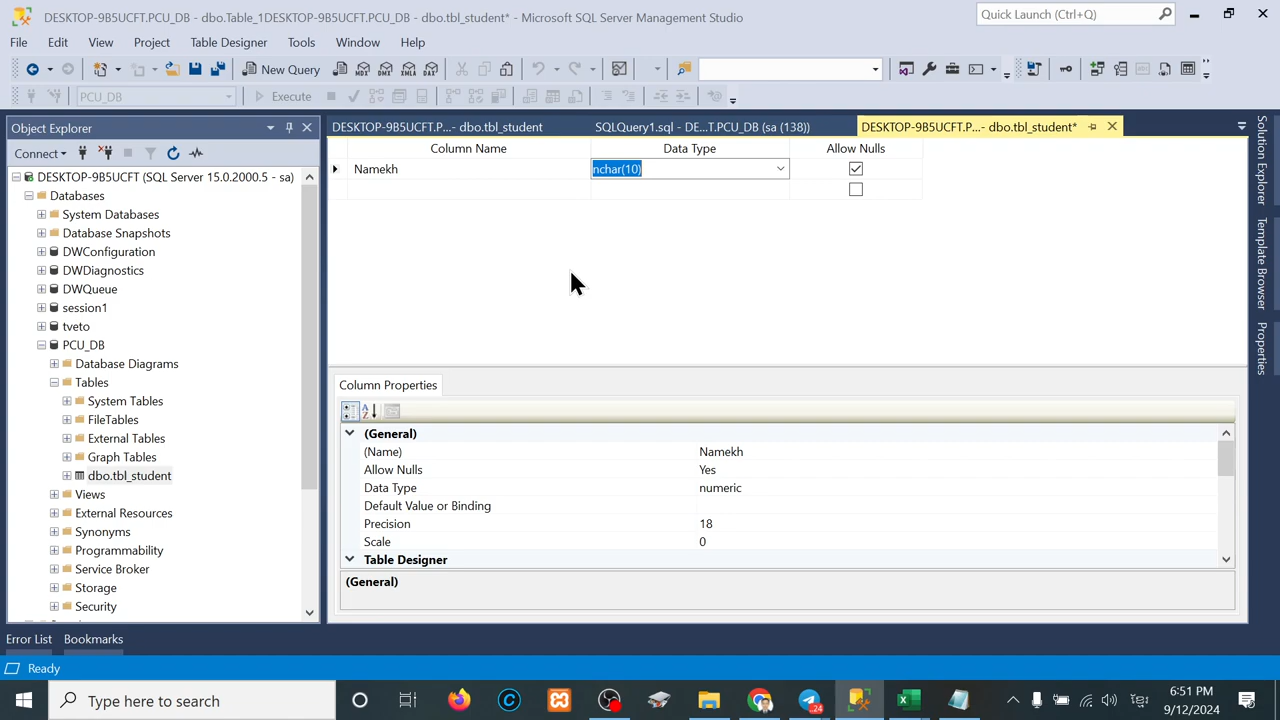 DESKTOP-9B5UCFT.PCU_DB - dbo.Table_1DESKTOP-9B5UCFT.PCU_DB - dbo.tbl_student* - Microsoft SQL Server Management Studio
Quick Launch (Ctrl+Q)
File Edit View Project Table Designer Tools Window Help
New Query MDX DMX XMLA DAX
PCU_DB Execute
Object Explorer
DESKTOP-9B5UCFT.P...- dbo.tbl_student
SQLQuery1.sql - DE...T.PCU_DB (sa (138))
DESKTOP-9B5UCFT.P...- dbo.tbl_student*
Connect
Column Name Data Type Allow Nulls
Namekh nchar(10)
DESKTOP-9B5UCFT (SQL Server 15.0.2000.5 - sa)
Databases
System Databases
Database Snapshots
DWConfiguration
DWDiagnostics
DWQueue
session1
tveto
PCU_DB
Database Diagrams
Tables
System Tables
FileTables
External Tables
Graph Tables
dbo.tbl_student
Views
External Resources
Synonyms
Programmability
Service Broker
Storage
Security
Column Properties
(General)
(Name) Namekh
Allow Nulls Yes
Data Type numeric
Default Value or Binding
Precision 18
Scale 0
Table Designer
(General)
Solution Explorer
Template Browser
Properties
Error List Bookmarks
Ready
Type here to search
24
6:51 PM
9/12/2024